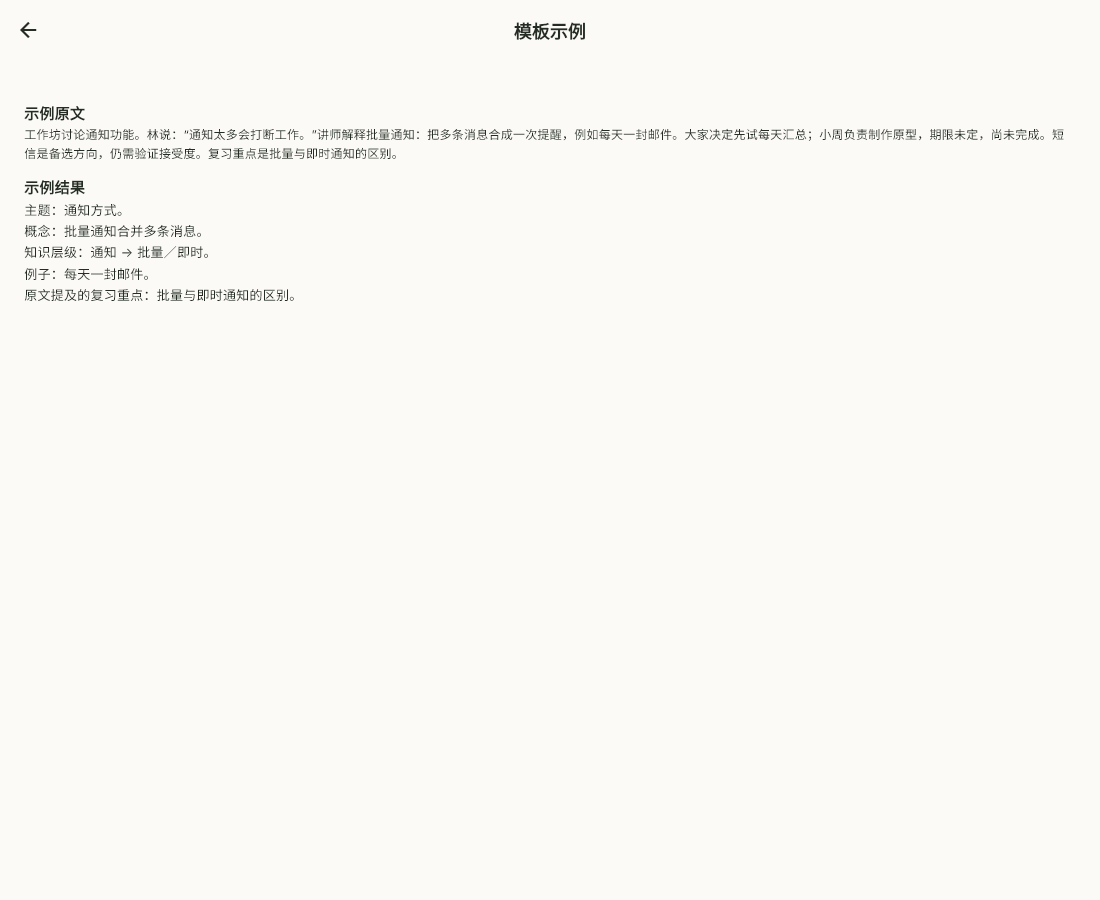 模板示例
示例原文
工作坊讨论通知功能。林说：“通知太多会打断工作。”讲师解释批量通知：把多条消息合成一次提醒，例如每天一封邮件。大家决定先试每天汇总；小周负责制作原型，期限未定，尚未完成。短
信是备选方向，仍需验证接受度。复习重点是批量与即时通知的区别。
示例结果
主题：通知方式。
概念：批量通知合并多条消息。
知识层级：通知 → 批量／即时。
例子：每天一封邮件。
原文提及的复习重点：批量与即时通知的区别。